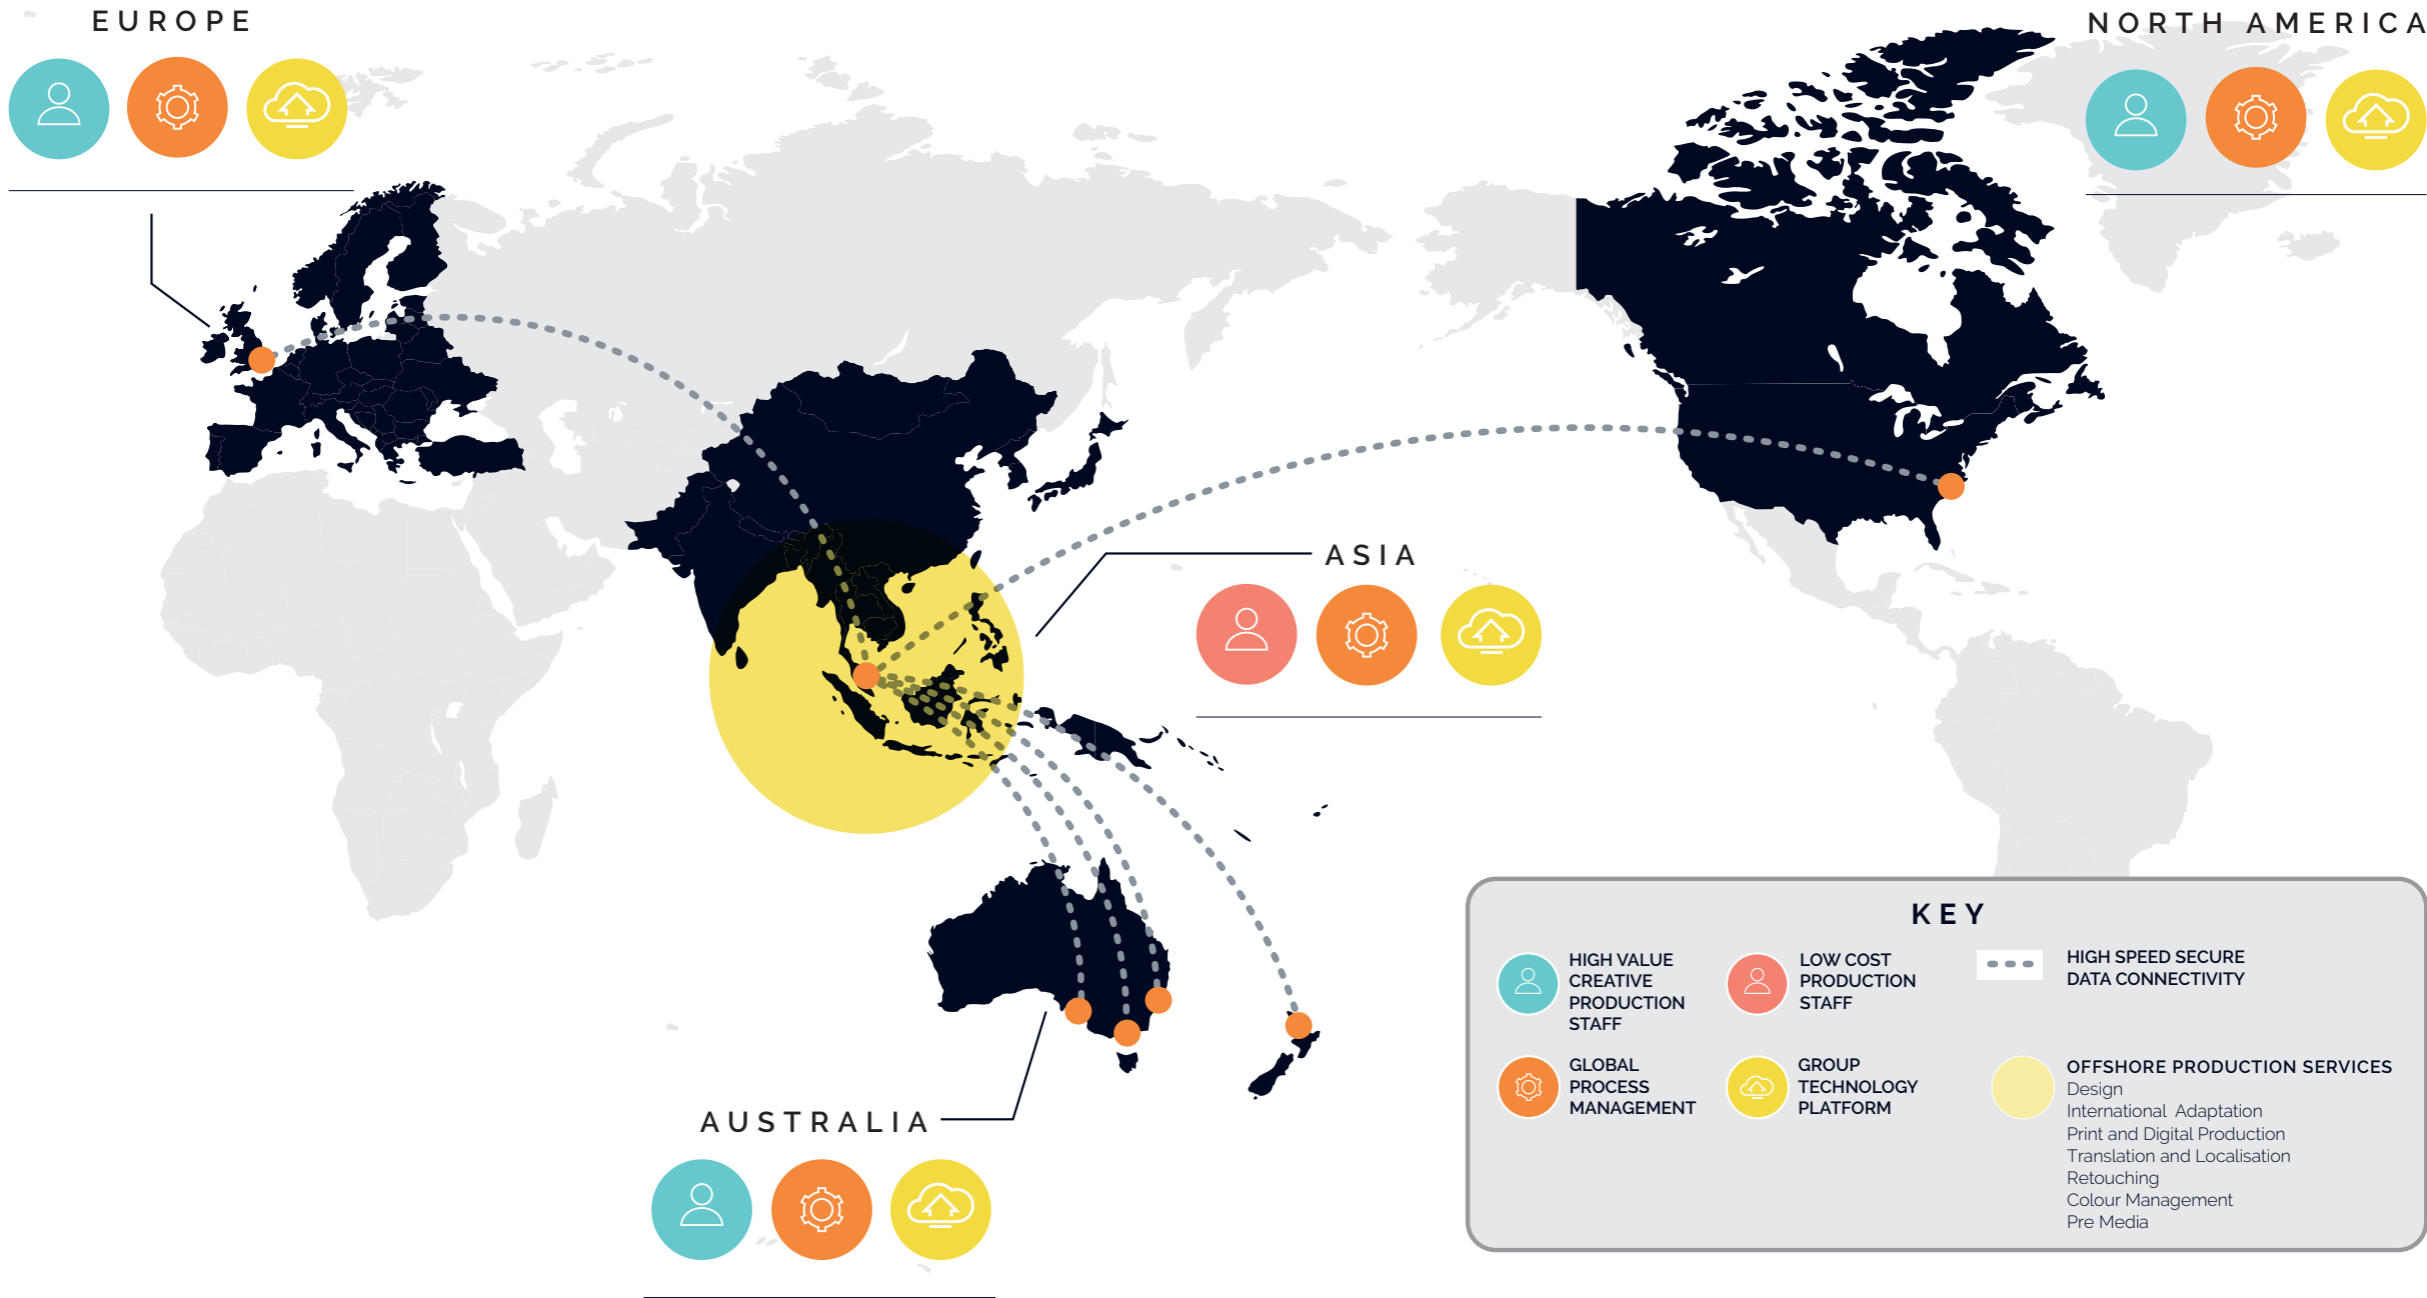 EUROPE
NORTH AMERICA
ASIA
AUSTRALIA
KEY
HIGH VALUE
CREATIVE
PRODUCTION
STAFF
LOW COST
PRODUCTION
STAFF
HIGH SPEED SECURE
DATA CONNECTIVITY
GLOBAL
PROCESS
MANAGEMENT
GROUP
TECHNOLOGY
PLATFORM
OFFSHORE PRODUCTION SERVICES
Design
International Adaptation
Print and Digital Production
Translation and Localisation
Retouching
Colour Management
Pre Media